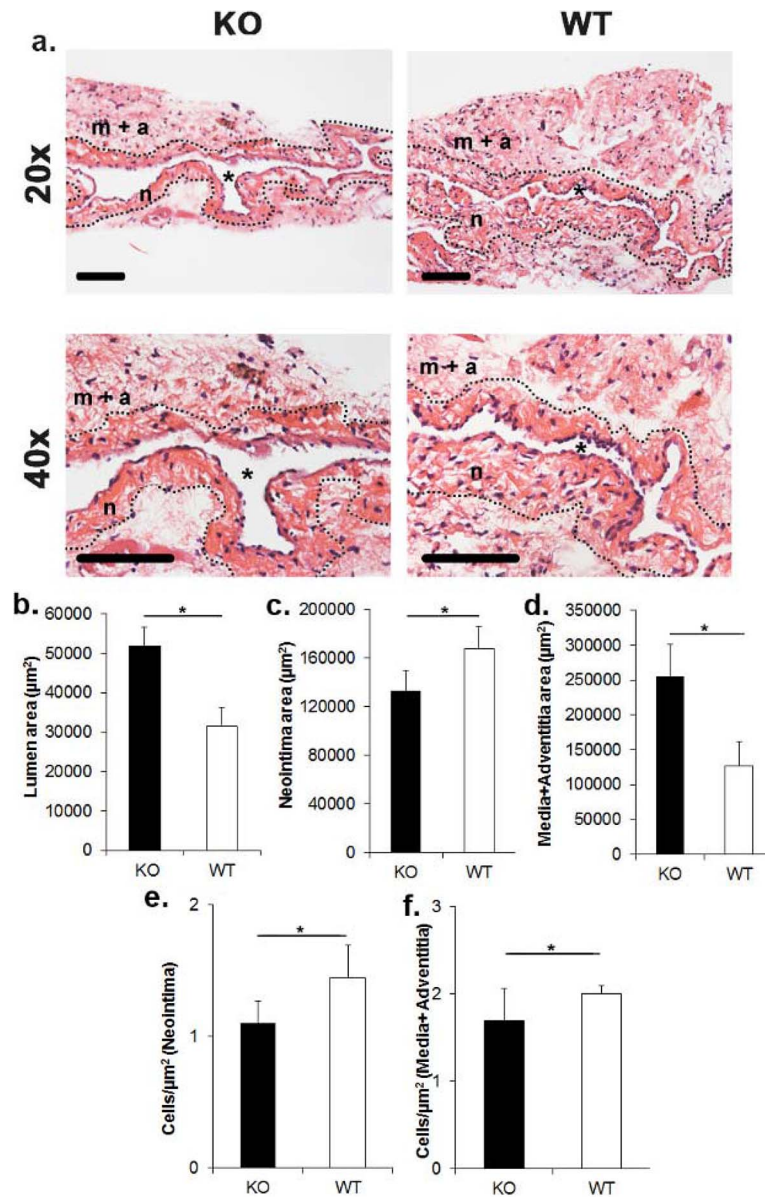 KO WT
a.
20x
m + a
n
*
m + a
n
*
40x
m + a
n
*
m + a
n
*
b.
Lumen area (µm²)
60000
50000
40000
30000
20000
10000
0
*
KO WT
c.
NeoIntima area (µm²)
200000
160000
120000
80000
40000
0
*
KO WT
d.
Media+Adventitia area (µm²)
350000
300000
250000
200000
150000
100000
50000
0
*
KO WT
e.
Cells/µm² (NeoIntima)
2
1
0
*
KO WT
f.
Cells/µm² (Media+ Adventitia)
3
2
1
0
*
KO WT